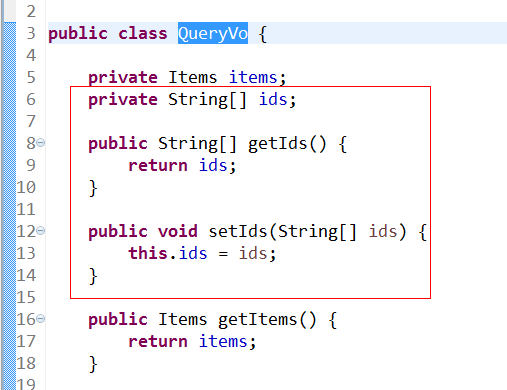 2
3 public class QueryVo {
4
5 private Items items;
6 private String[] ids;
7
8 public String[] getIds() {
9 return ids;
10 }
11
12 public void setIds(String[] ids) {
13 this.ids = ids;
14 }
15
16 public Items getItems() {
17 return items;
18 }
19